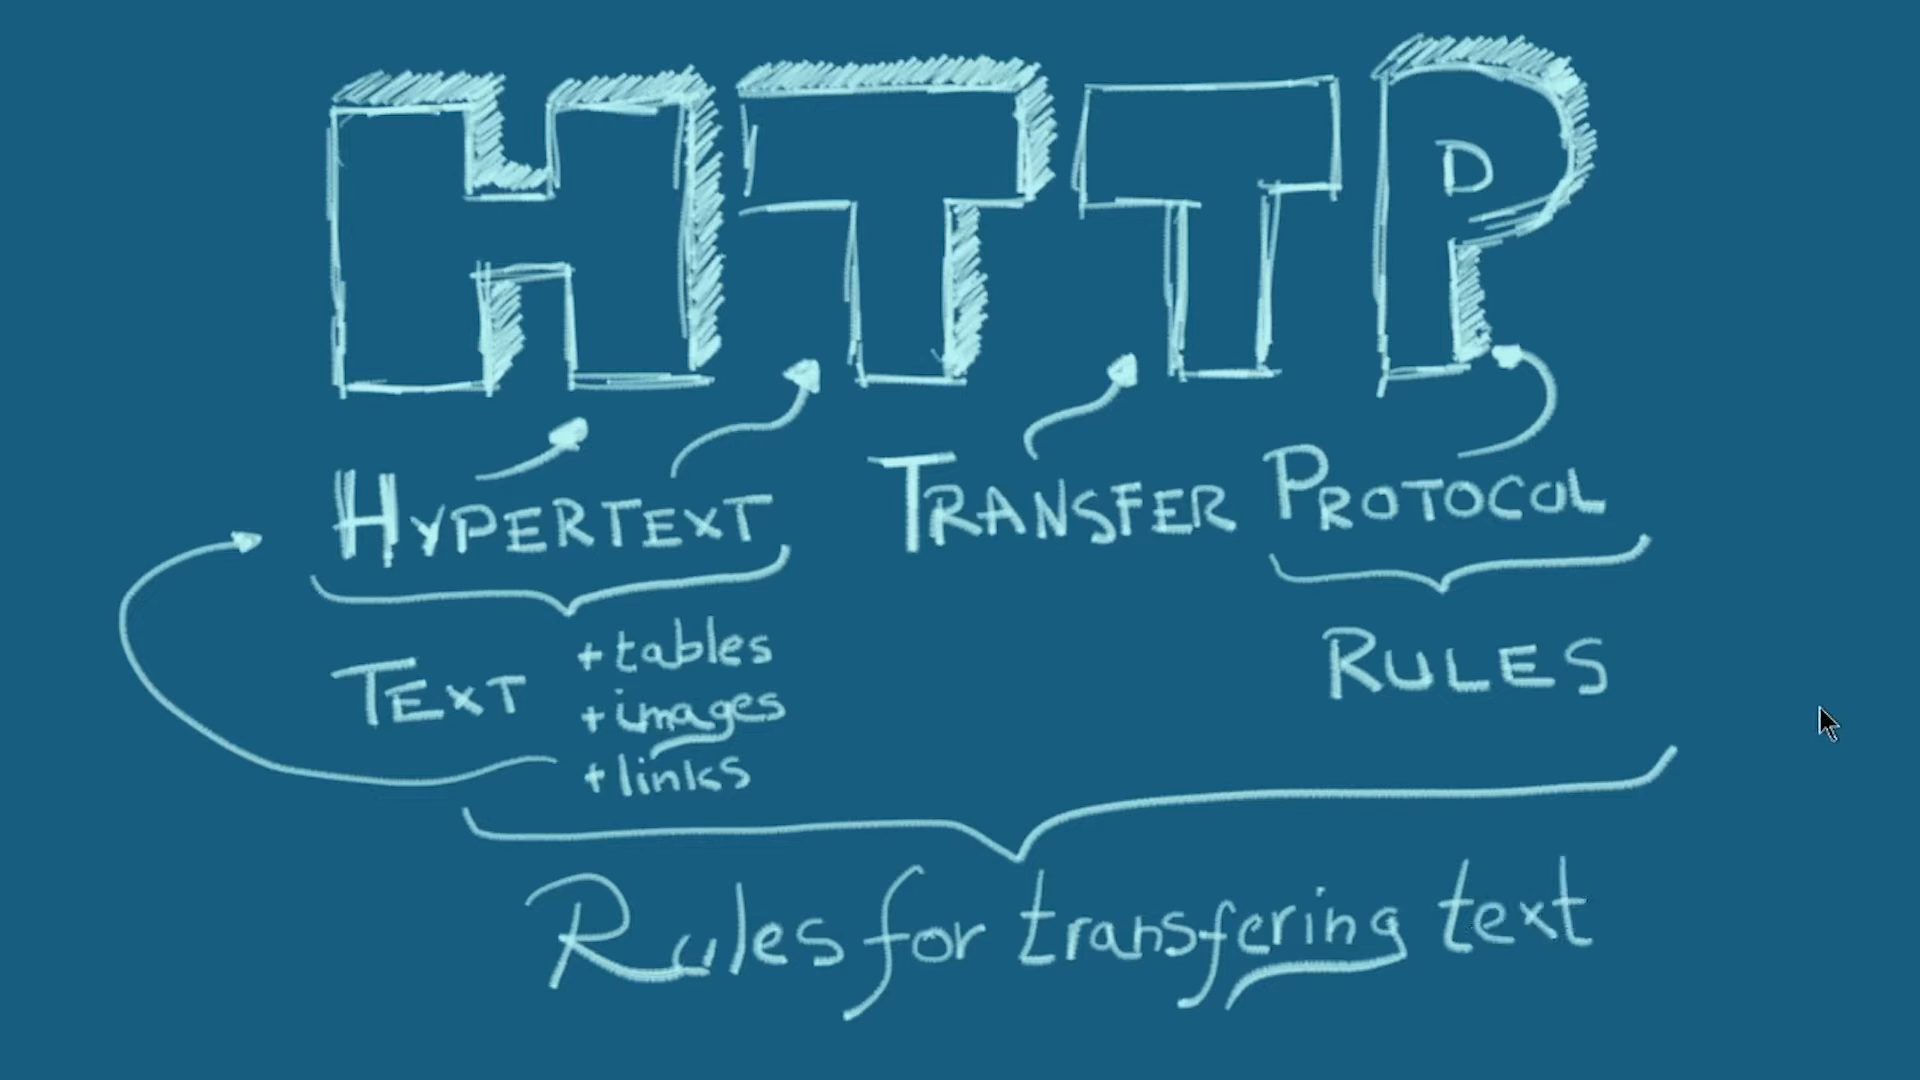 HTTP
HYPERTEXT TRANSFER PROTOCOL
TEXT +tables
+images
+links
RULES
Rules for transfering text